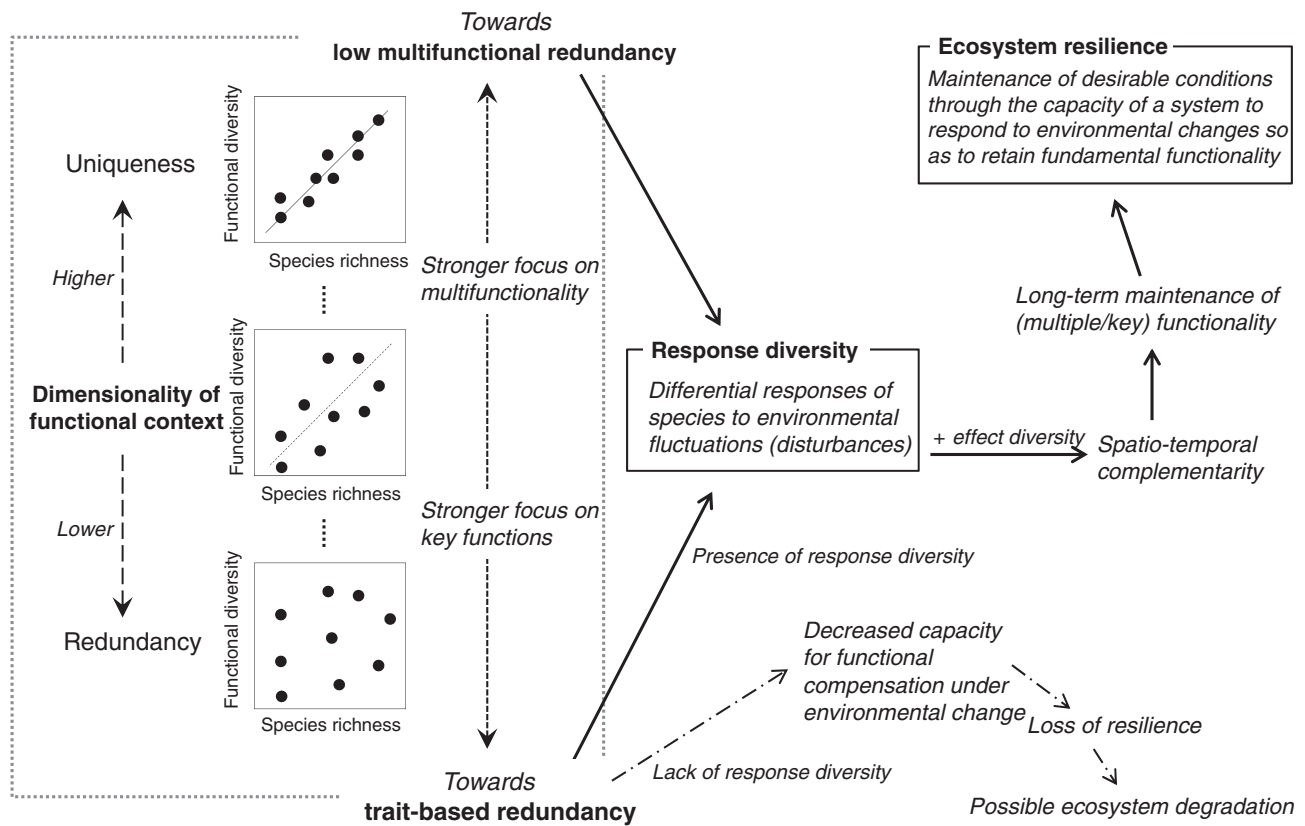 Towards
low multifunctional redundancy
Uniqueness
Higher
Dimensionality of
functional context
Lower
Redundancy
Functional diversity
Species richness
Functional diversity
Species richness
Functional diversity
Species richness
Stronger focus on
multifunctionality
Stronger focus on
key functions
Towards
trait-based redundancy
Response diversity
Differential responses of
species to environmental
fluctuations (disturbances)
+ effect diversity
Spatio-temporal
complementarity
Long-term maintenance of
(multiple/key) functionality
Ecosystem resilience
Maintenance of desirable conditions
through the capacity of a system to
respond to environmental changes so
as to retain fundamental functionality
Presence of response diversity
Lack of response diversity
Decreased capacity
for functional
compensation under
environmental change
Loss of resilience
Possible ecosystem degradation